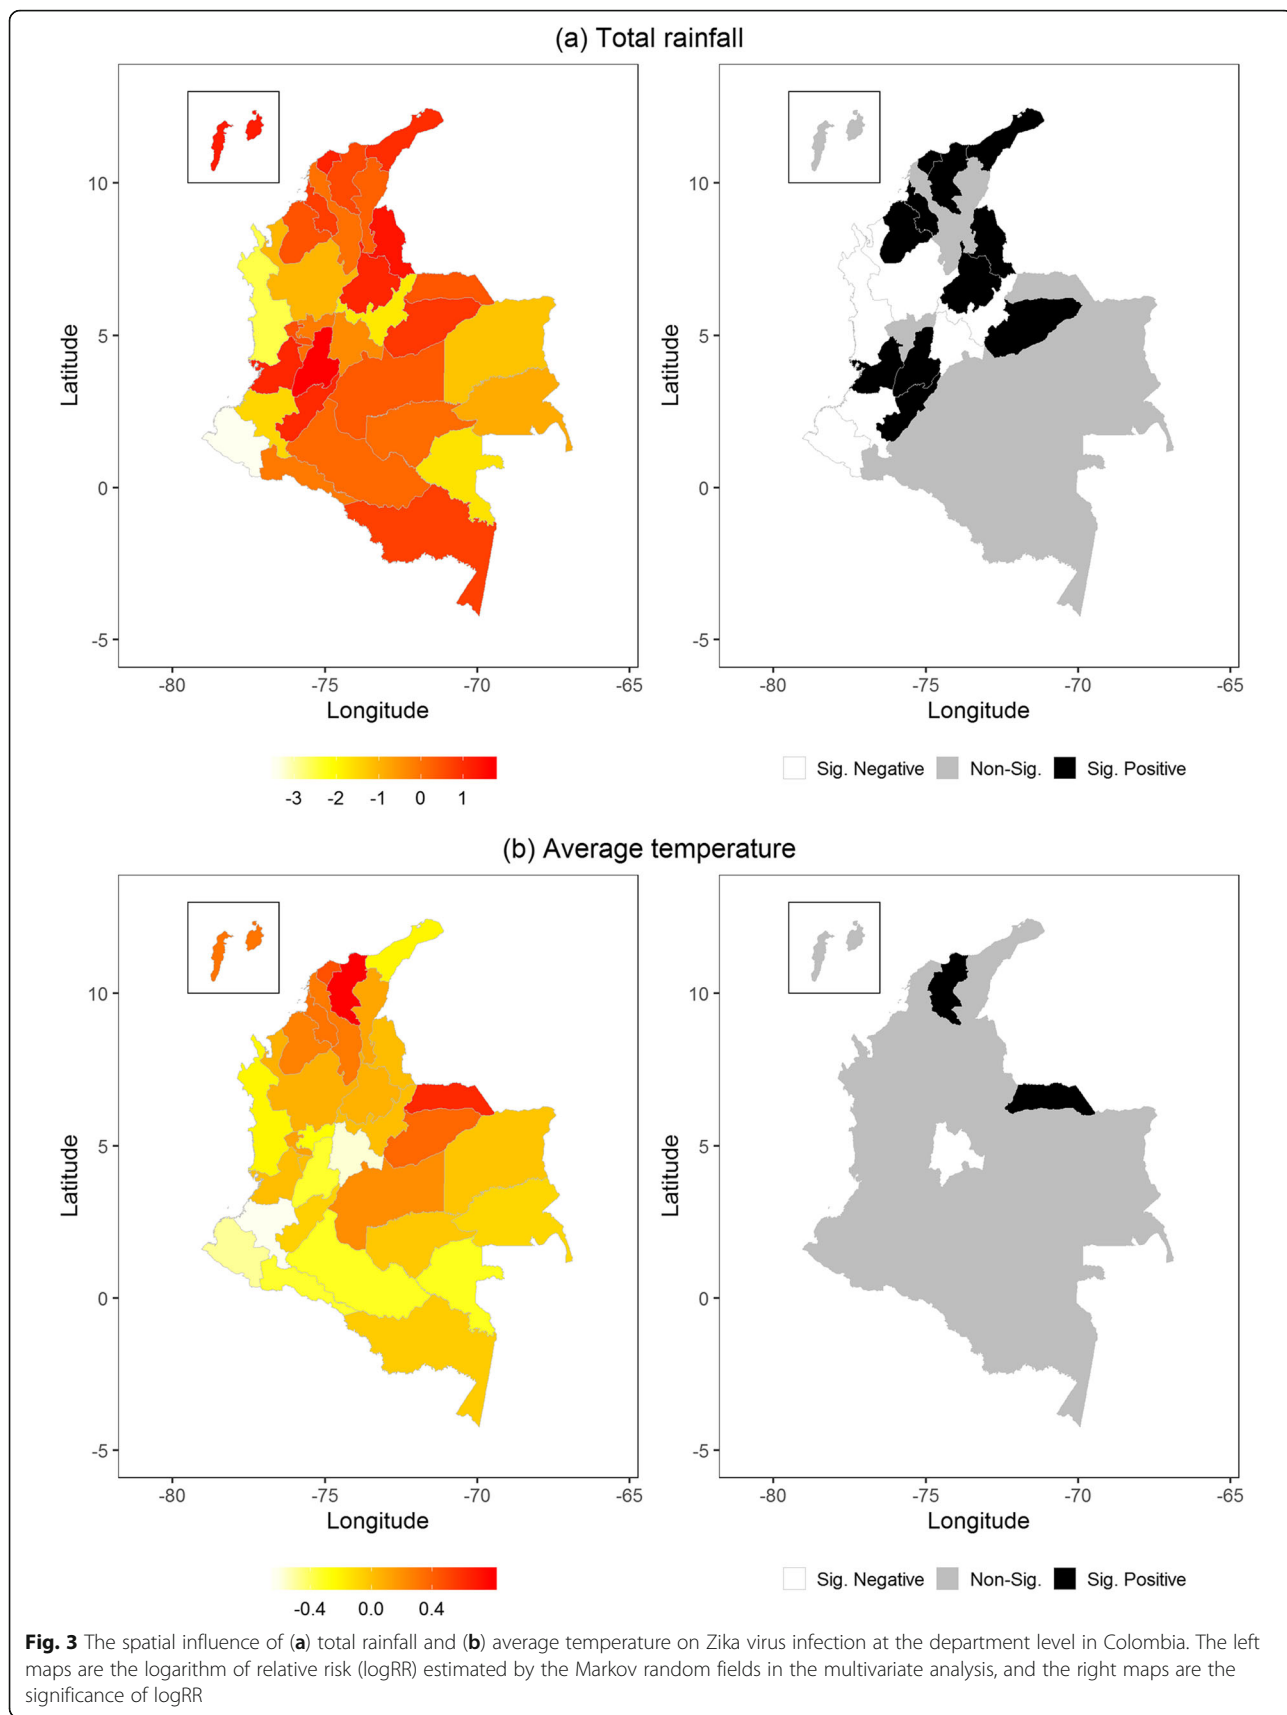 (a) Total rainfall
10
5
0
-5
Latitude
-80 -75 -70 -65
Longitude
-3 -2 -1 0 1
10
5
0
-5
Latitude
-80 -75 -70 -65
Longitude
Sig. Negative Non-Sig. Sig. Positive
(b) Average temperature
10
5
0
-5
Latitude
-80 -75 -70 -65
Longitude
-0.4 0.0 0.4
10
5
0
-5
Latitude
-80 -75 -70 -65
Longitude
Sig. Negative Non-Sig. Sig. Positive
Fig. 3 The spatial influence of (a) total rainfall and (b) average temperature on Zika virus infection at the department level in Colombia. The left
maps are the logarithm of relative risk (logRR) estimated by the Markov random fields in the multivariate analysis, and the right maps are the
significance of logRR